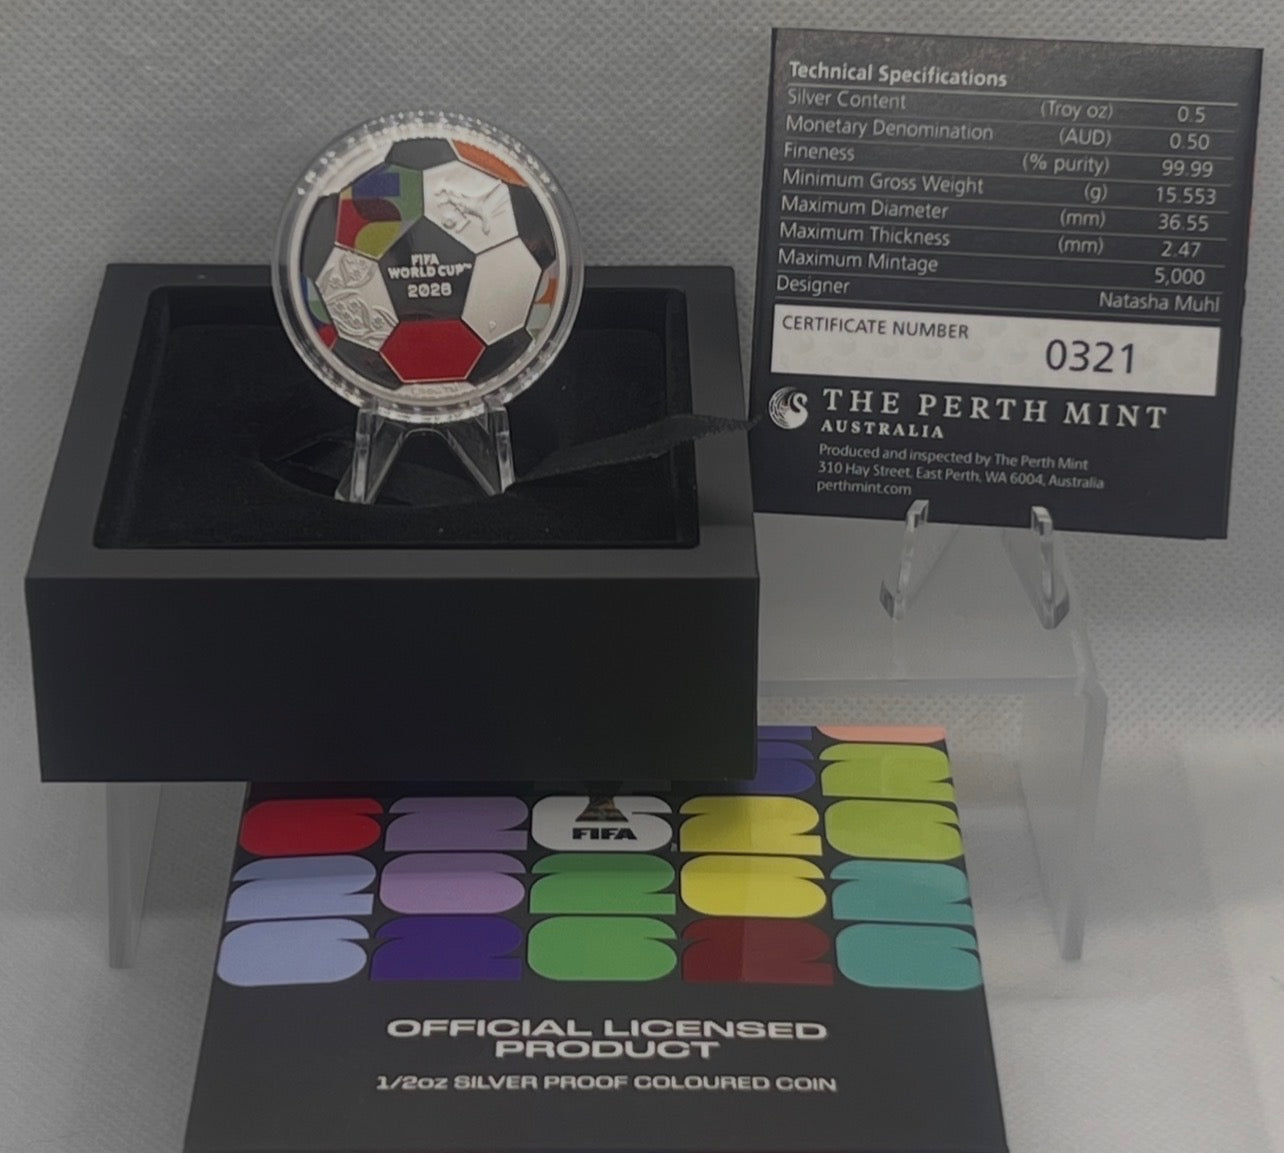 FIFA
WORLD CUP™
2026
Technical Specifications
Silver Content (Troy oz) 0.5
Monetary Denomination (AUD) 0.50
Fineness (% purity) 99.99
Minimum Gross Weight (g) 15.553
Maximum Diameter (mm) 36.55
Maximum Thickness (mm) 2.47
Maximum Mintage 5,000
Designer Natasha Muhl
CERTIFICATE NUMBER
0321
THE PERTH MINT
AUSTRALIA
Produced and inspected by The Perth Mint
310 Hay Street, East Perth, WA 6004, Australia
perthmint.com
FIFA
OFFICIAL LICENSED
PRODUCT
1/2oz SILVER PROOF COLOURED COIN